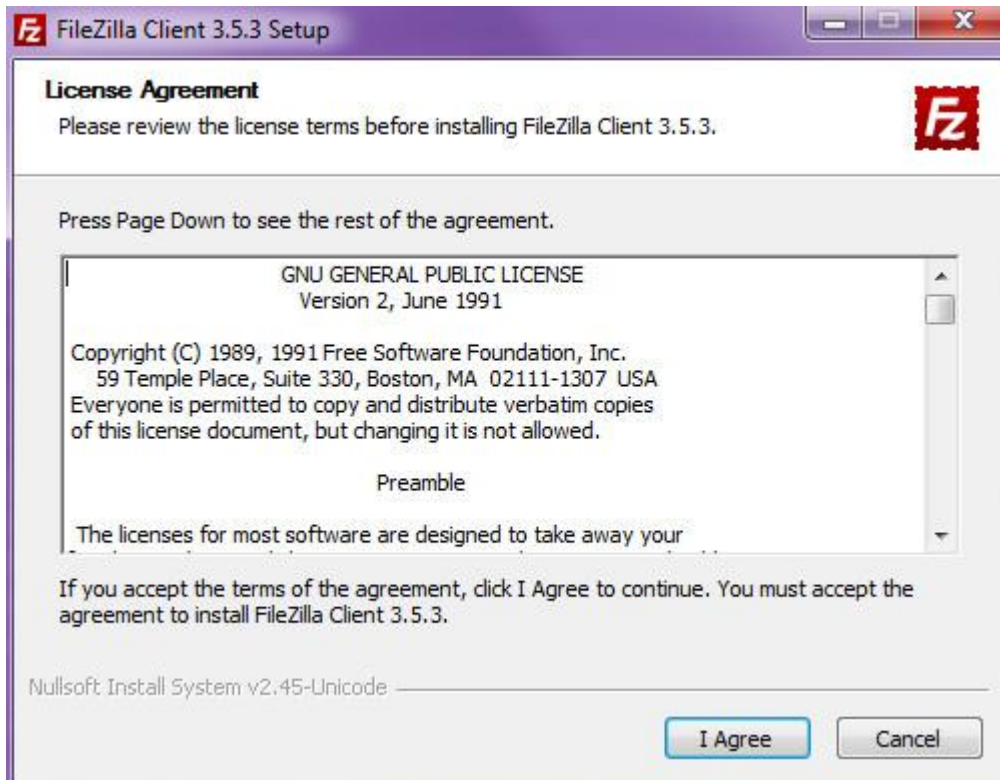 FileZilla Client 3.5.3 Setup
License Agreement
Please review the license terms before installing FileZilla Client 3.5.3.
Fz
Press Page Down to see the rest of the agreement.
GNU GENERAL PUBLIC LICENSE
Version 2, June 1991
Copyright (C) 1989, 1991 Free Software Foundation, Inc.
59 Temple Place, Suite 330, Boston, MA 02111-1307 USA
Everyone is permitted to copy and distribute verbatim copies
of this license document, but changing it is not allowed.
Preamble
The licenses for most software are designed to take away your
If you accept the terms of the agreement, click I Agree to continue. You must accept the
agreement to install FileZilla Client 3.5.3.
Nullsoft Install System v2.45-Unicode
I Agree Cancel